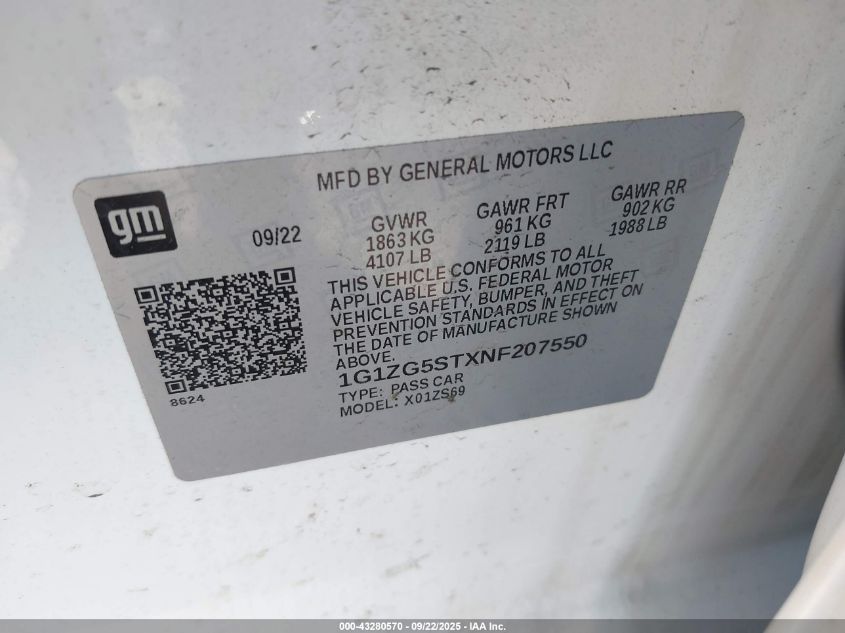 MFD BY GENERAL MOTORS LLC
gm
09/22
GVWR
1863 KG
4107 LB
GAWR FRT
961 KG
2119 LB
GAWR RR
902 KG
1988 LB
THIS VEHICLE CONFORMS TO ALL
APPLICABLE U.S. FEDERAL MOTOR
VEHICLE SAFETY, BUMPER, AND THEFT
PREVENTION STANDARDS IN EFFECT ON
THE DATE OF MANUFACTURE SHOWN
ABOVE.
1G1ZG5STXNF207550
TYPE: PASS CAR
MODEL: X01ZS69
8624
000-43280570 - 09/22/2025 - IAA Inc.